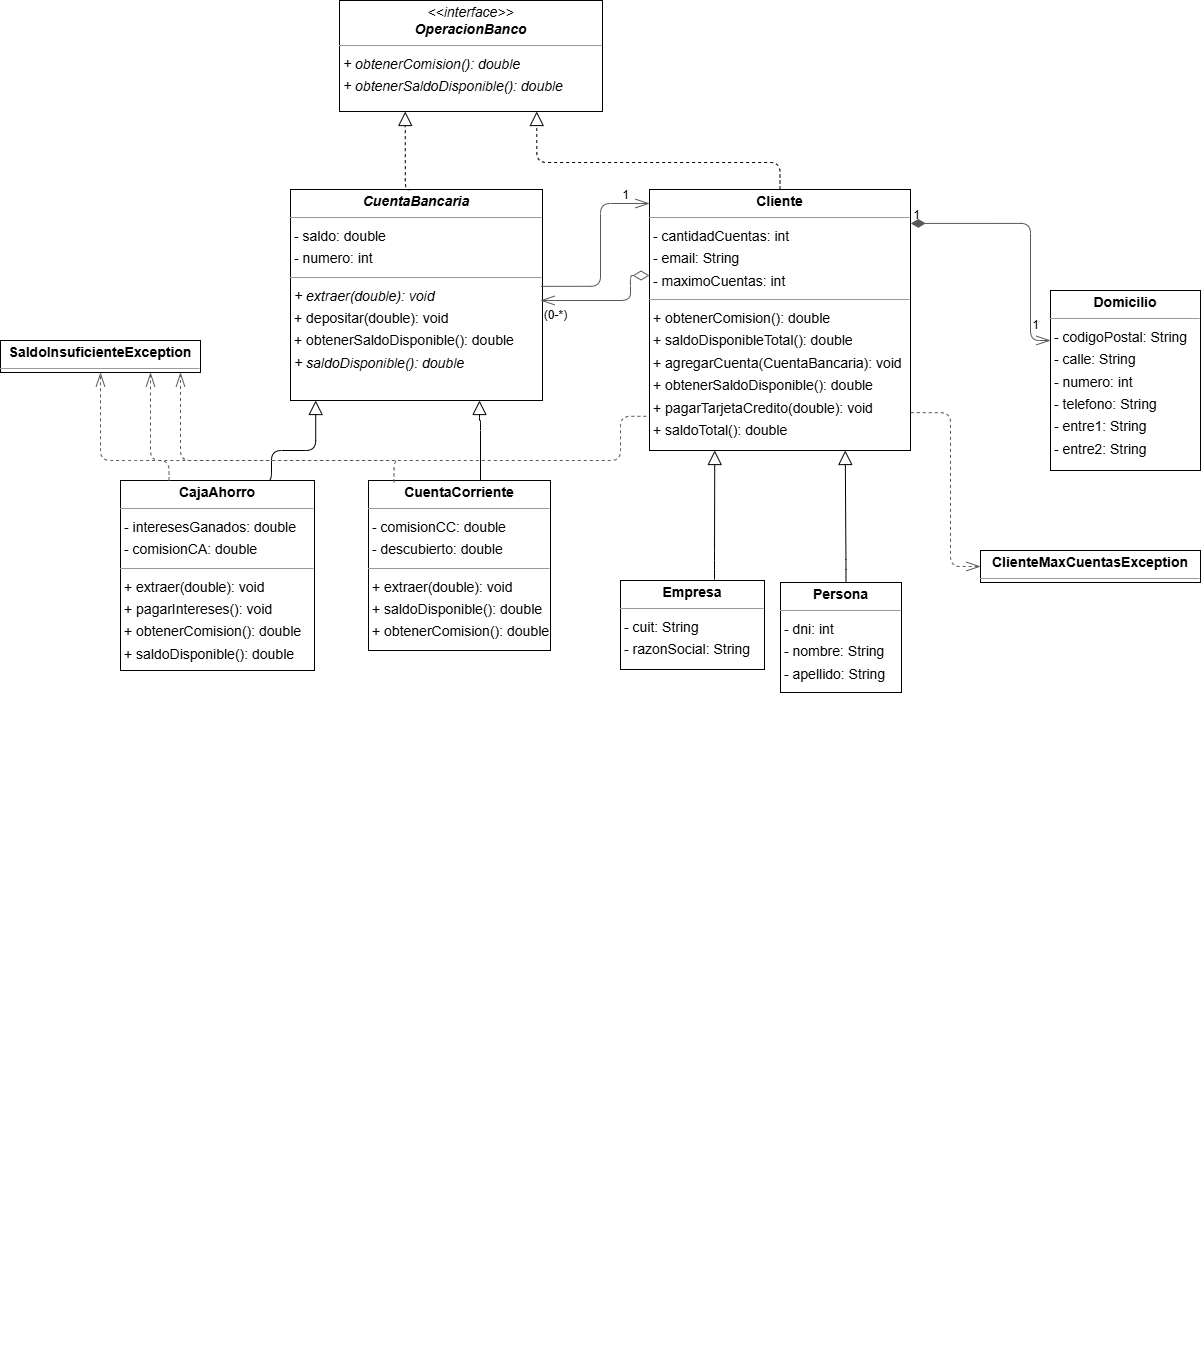 <<interface>>
OperacionBanco
+ obtenerComision(): double
+ obtenerSaldoDisponible(): double
CuentaBancaria
- saldo: double
- numero: int
+ extraer(double): void
+ depositar(double): void
+ obtenerSaldoDisponible(): double
+ saldoDisponible(): double
1
(0-*)
Cliente
- cantidadCuentas: int
- email: String
- maximoCuentas: int
+ obtenerComision(): double
+ saldoDisponibleTotal(): double
+ agregarCuenta(CuentaBancaria): void
+ obtenerSaldoDisponible(): double
+ pagarTarjetaCredito(double): void
+ saldoTotal(): double
1
1
Domicilio
- codigoPostal: String
- calle: String
- numero: int
- telefono: String
- entre1: String
- entre2: String
SaldoInsuficienteException
CajaAhorro
- interesesGanados: double
- comisionCA: double
+ extraer(double): void
+ pagarIntereses(): void
+ obtenerComision(): double
+ saldoDisponible(): double
CuentaCorriente
- comisionCC: double
- descubierto: double
+ extraer(double): void
+ saldoDisponible(): double
+ obtenerComision(): double
Empresa
- cuit: String
- razonSocial: String
Persona
- dni: int
- nombre: String
- apellido: String
ClienteMaxCuentasException